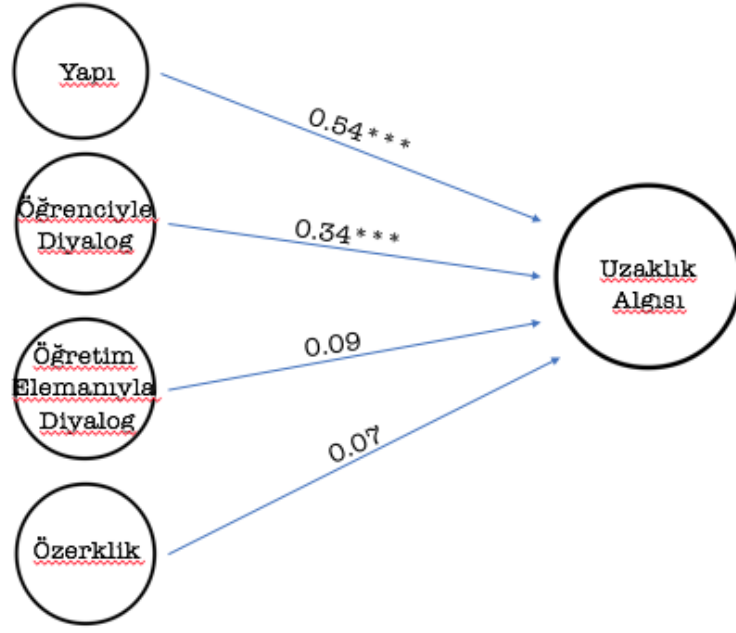 Yapı
0.54***
Öğrenciyle
Diyalog
0.34***
Uzaklık
Algısı
Öğretim
Elemanıyla
Diyalog
0.09
0.07
Özerklik